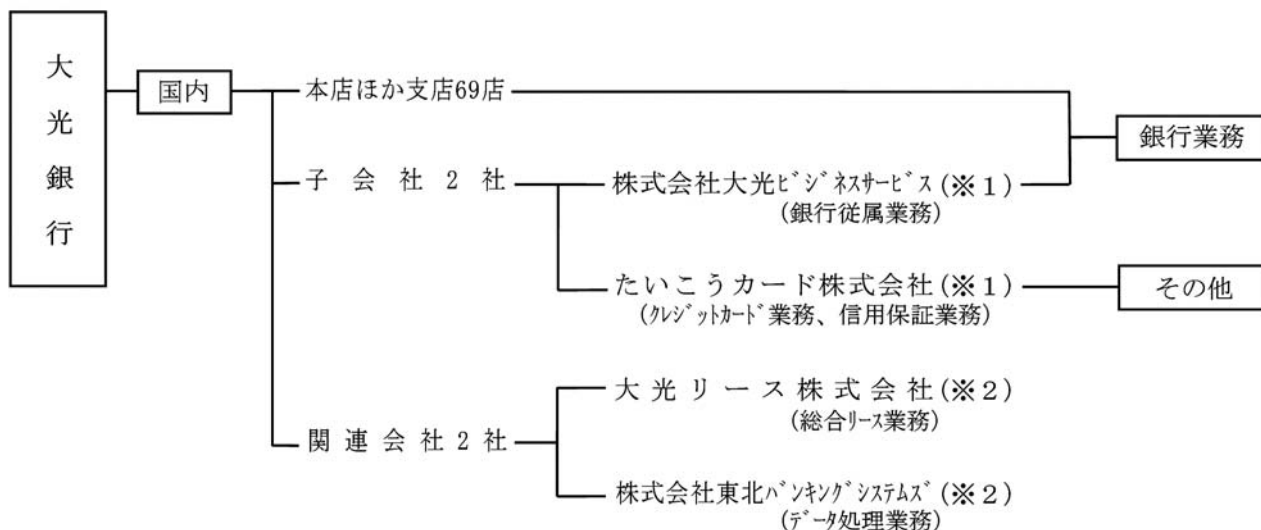 大光銀行
国内
本店ほか支店69店
銀行業務
子会社2社
株式会社大光ﾋﾞｼﾞﾈｽｻｰﾋﾞｽ(※1)
(銀行従属業務)
たいこうカード株式会社(※1)
(ｸﾚｼﾞｯﾄｶｰﾄﾞ業務、信用保証業務)
その他
大光リース株式会社(※2)
(総合ﾘｰｽ業務)
関連会社2社
株式会社東北ﾊﾞﾝｷﾝｸﾞｼｽﾃﾑｽﾞ(※2)
(ﾃﾞｰﾀ処理業務)